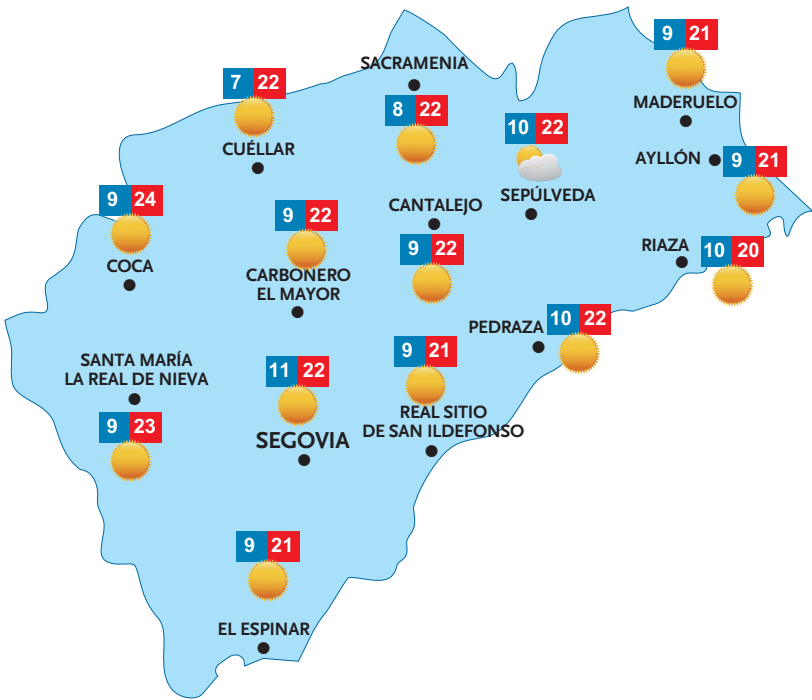 9 21
MADERUELO
SACRAMENIA
8 22
7 22
CUÉLLAR
10 22
SEPÚLVEDA
AYLLÓN
9 21
9 24
COCA
9 22
CARBONERO
EL MAYOR
CANTALEJO
9 22
RIAZA
10 20
PEDRAZA
10 22
SANTA MARÍA
LA REAL DE NIEVA
9 23
11 22
SEGOVIA
9 21
REAL SITIO
DE SAN ILDEFONSO
9 21
EL ESPINAR